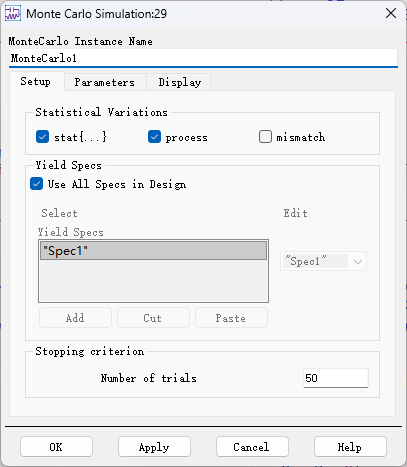 Monte Carlo Simulation:29
MonteCarlo Instance Name
MonteCarlo1
Setup Parameters Display
Statistical Variations
stat{...} process mismatch
Yield Specs
Use All Specs in Design
Select Edit
Yield Specs
"Spec1" "Spec1"
Add Cut Paste
Stopping criterion
Number of trials 50
OK Apply Cancel Help